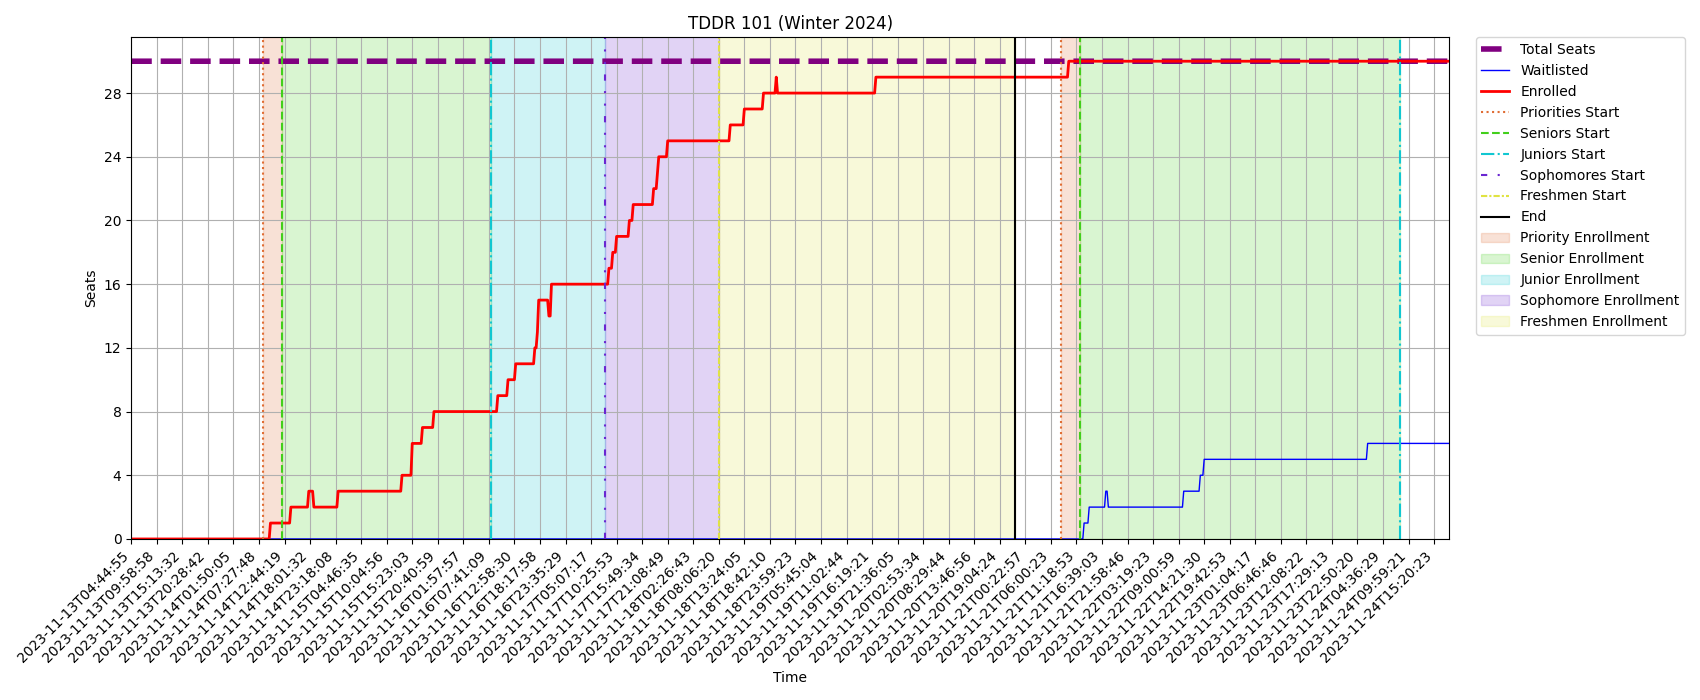 TDDR 101 (Winter 2024)
Seats
28
24
20
16
12
8
4
0
2023-11-13T04:44:55
2023-11-13T09:58:58
2023-11-13T15:13:32
2023-11-13T20:28:42
2023-11-14T01:50:05
2023-11-14T07:27:48
2023-11-14T12:44:19
2023-11-14T18:01:32
2023-11-14T23:18:08
2023-11-15T04:46:35
2023-11-15T10:04:56
2023-11-15T15:23:03
2023-11-15T20:40:59
2023-11-16T01:57:57
2023-11-16T07:41:09
2023-11-16T12:58:30
2023-11-16T18:17:58
2023-11-16T23:35:29
2023-11-17T05:07:17
2023-11-17T10:25:53
2023-11-17T15:49:34
2023-11-17T21:08:49
2023-11-18T02:26:43
2023-11-18T08:06:20
2023-11-18T13:24:05
2023-11-18T18:42:10
2023-11-18T23:59:23
2023-11-19T05:45:04
2023-11-19T11:02:44
2023-11-19T16:19:21
2023-11-19T21:36:05
2023-11-20T02:53:34
2023-11-20T08:29:44
2023-11-20T13:46:56
2023-11-20T19:04:24
2023-11-21T00:22:57
2023-11-21T06:00:23
2023-11-21T11:18:53
2023-11-21T16:39:03
2023-11-21T21:58:46
2023-11-22T03:19:23
2023-11-22T09:00:59
2023-11-22T14:21:30
2023-11-22T19:42:53
2023-11-23T01:04:17
2023-11-23T06:46:46
2023-11-23T12:08:22
2023-11-23T17:29:13
2023-11-23T22:50:20
2023-11-24T04:36:29
2023-11-24T09:59:21
2023-11-24T15:20:23
Time
Total Seats
Waitlisted
Enrolled
Priorities Start
Seniors Start
Juniors Start
Sophomores Start
Freshmen Start
End
Priority Enrollment
Senior Enrollment
Junior Enrollment
Sophomore Enrollment
Freshmen Enrollment